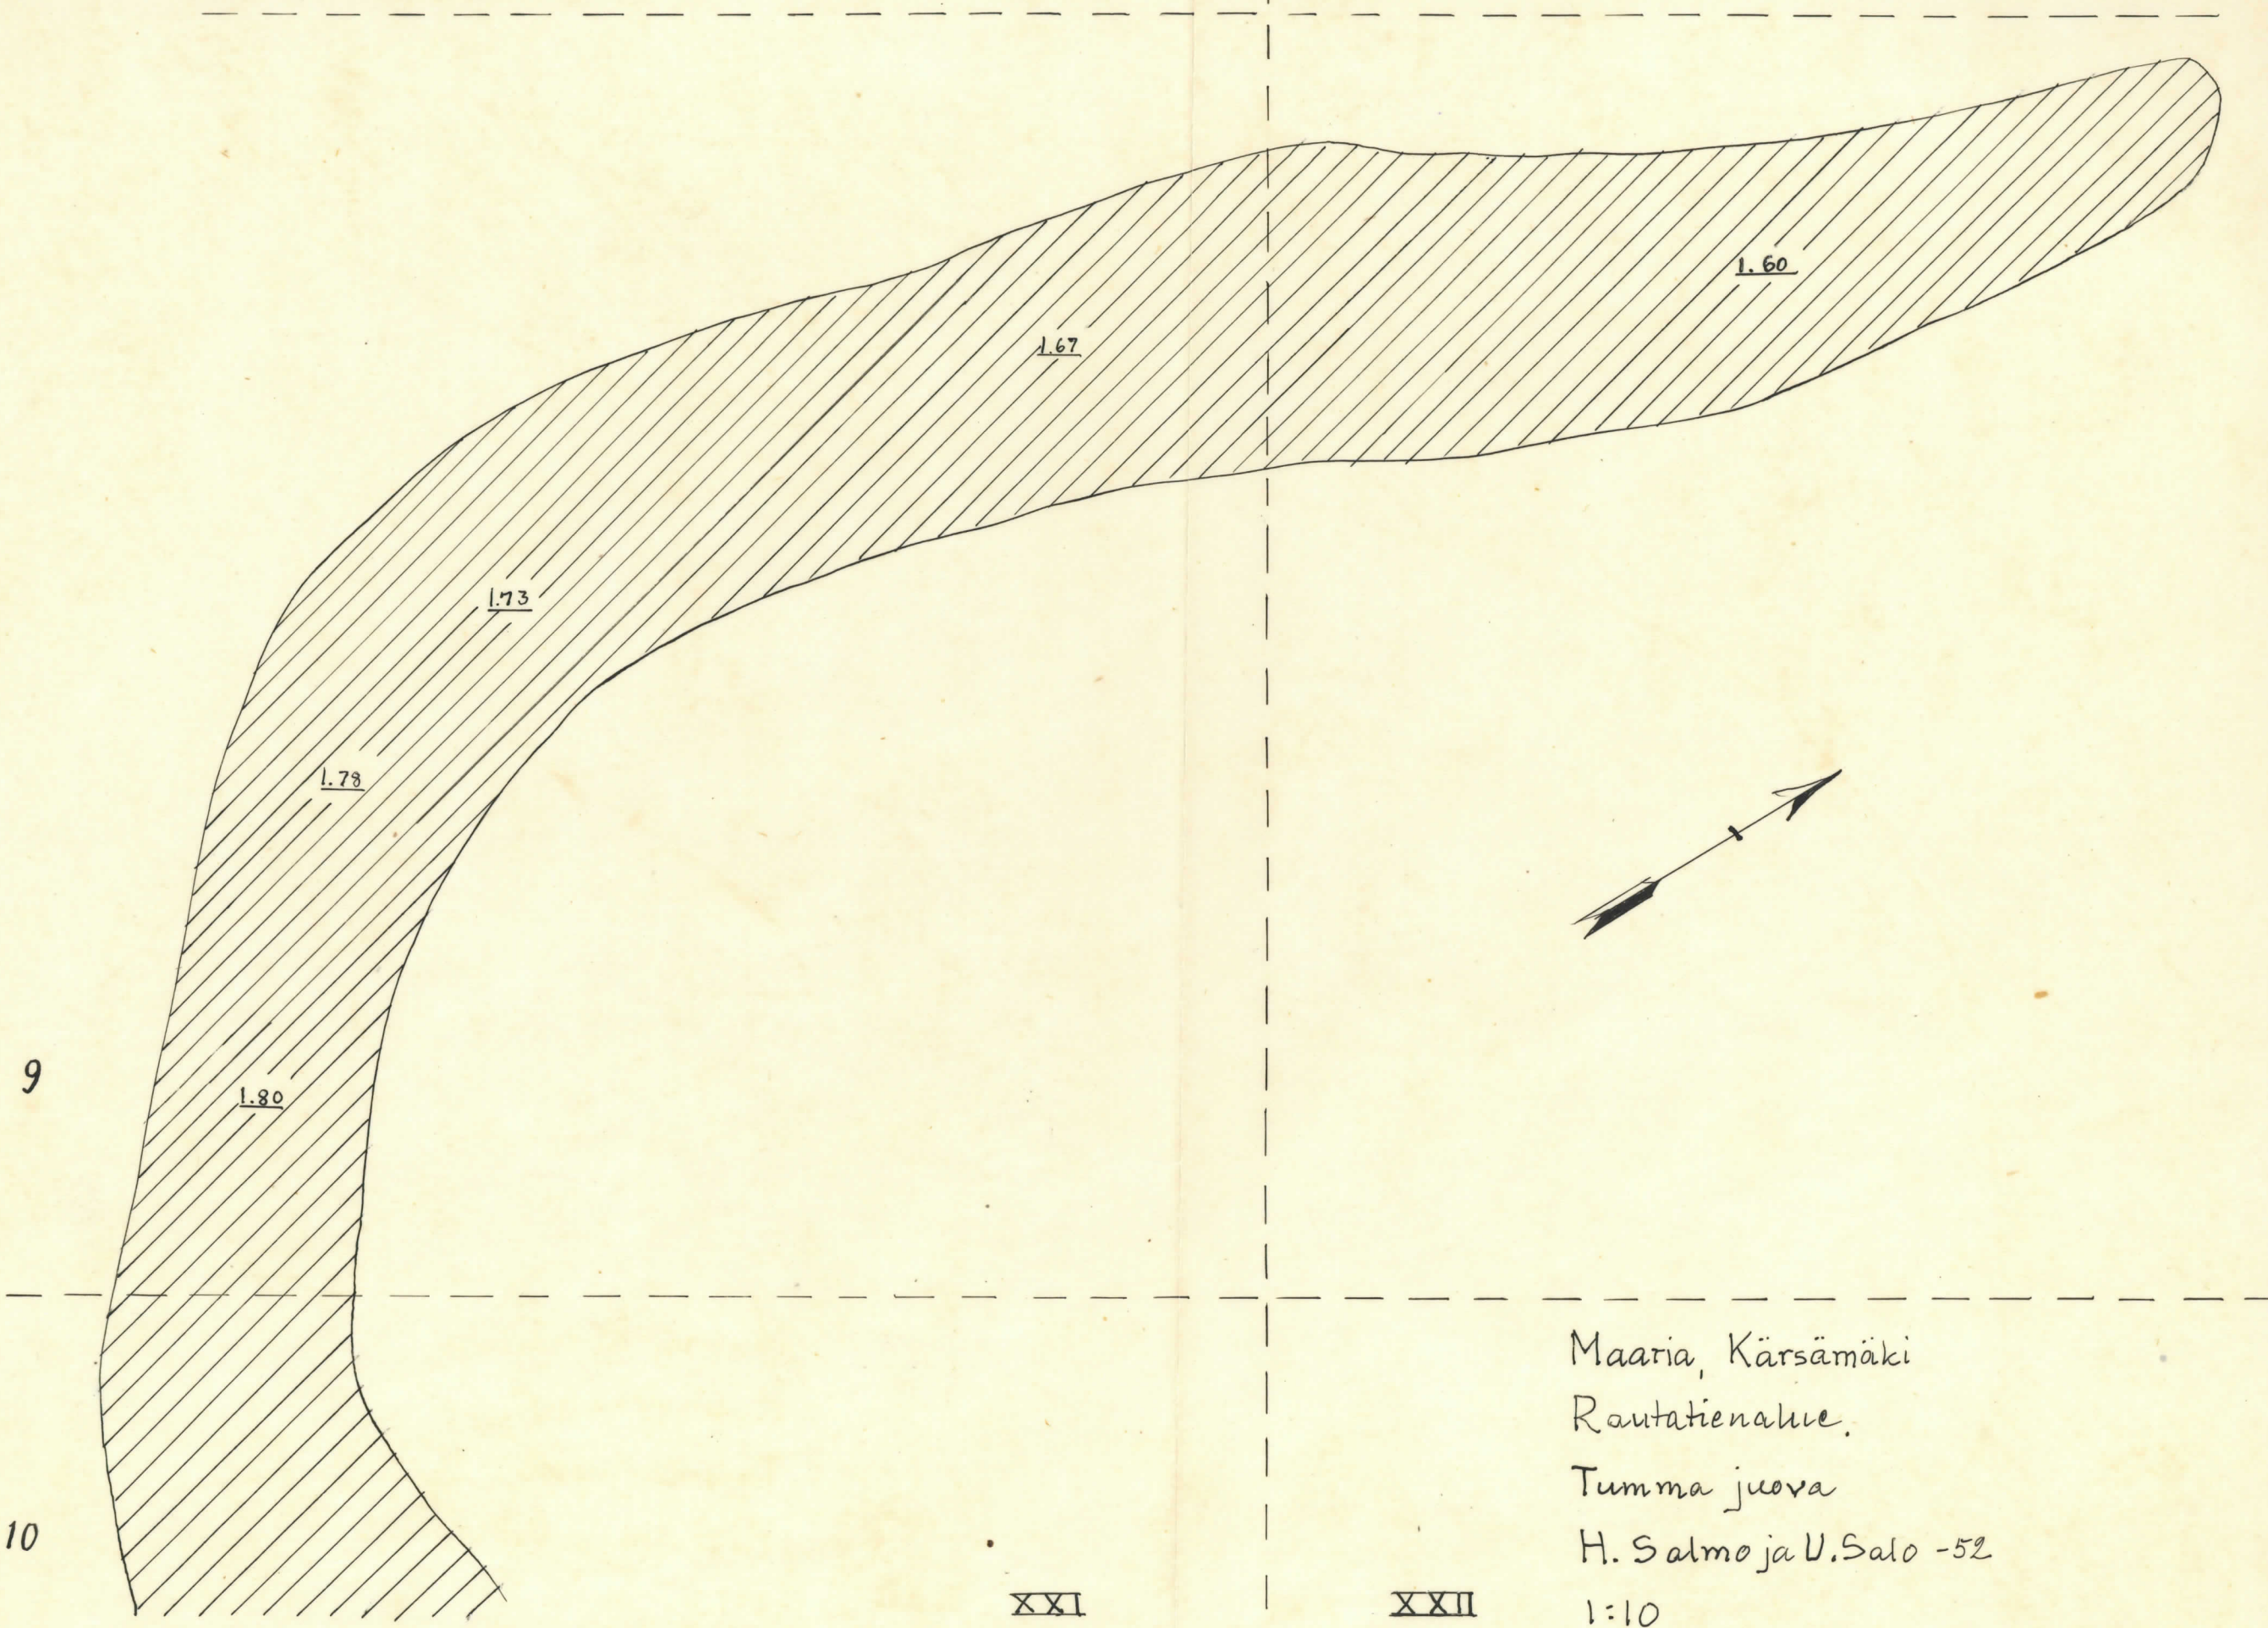 1.60
1.67
1.73
1.78
9
1.80
Maaria, Kärsämäki
Rautatienalue.
Tumma juova
10
H. Salmo ja U. Salo -52
XXI
XXII
1:10